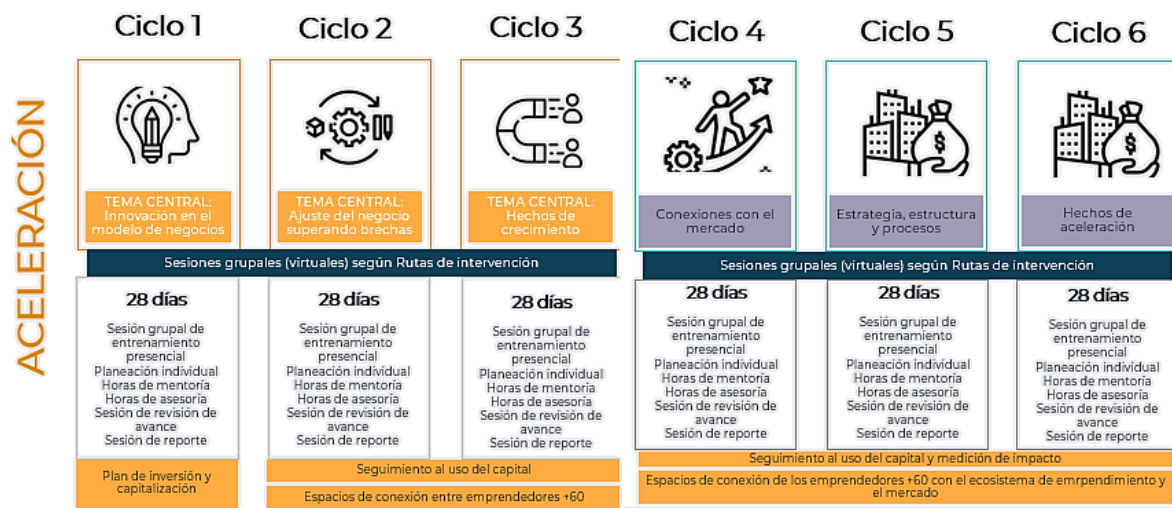 ACELERACIÓN
Ciclo 1
Ciclo 2
Ciclo 3
Ciclo 4
Ciclo 5
Ciclo 6
TEMA CENTRAL:
Innovación en el
modelo de negocios
TEMA CENTRAL:
Ajuste del negocio
superando brechas
TEMA CENTRAL:
Hechos de
crecimiento
Conexiones con el
mercado
Estrategia, estructura
y procesos
Hechos de
aceleración
Sesiones grupales (virtuales) según Rutas de intervención
Sesiones grupales (virtuales) según Rutas de intervención
28 días
Sesión grupal de
entrenamiento
presencial
Planeación individual
Horas de mentoría
Horas de asesoría
Sesión de revisión de
avance
Sesión de reporte
28 días
Sesión grupal de
entrenamiento
presencial
Planeación individual
Horas de mentoría
Horas de asesoría
Sesión de revisión de
avance
Sesión de reporte
28 días
Sesión grupal de
entrenamiento
presencial
Planeación individual
Horas de mentoría
Horas de asesoría
Sesión de revisión de
avance
Sesión de reporte
28 días
Sesión grupal de
entrenamiento
presencial
Planeación individual
Horas de mentoría
Horas de asesoría
Sesión de revisión de
avance
Sesión de reporte
28 días
Sesión grupal de
entrenamiento
presencial
Planeación individual
Horas de mentoría
Horas de asesoría
Sesión de revisión de
avance
Sesión de reporte
28 días
Sesión grupal de
entrenamiento
presencial
Planeación individual
Horas de mentoría
Horas de asesoría
Sesión de revisión de
avance
Sesión de reporte
Plan de inversión y
capitalización
Seguimiento al uso del capital
Espacios de conexión entre emprendedores +60
Seguimiento al uso del capital y medición de impacto
Espacios de conexión de los emprendedores +60 con el ecosistema de emrpendimiento y
el mercado